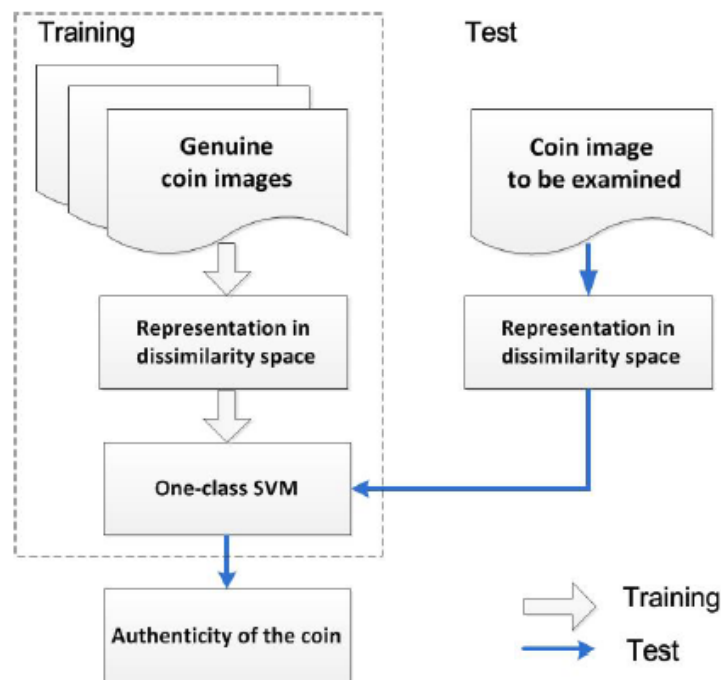 Training
Test
Genuine
coin images
Coin image
to be examined
Representation in
dissimilarity space
Representation in
dissimilarity space
One-class SVM
Authenticity of the coin
Training
Test